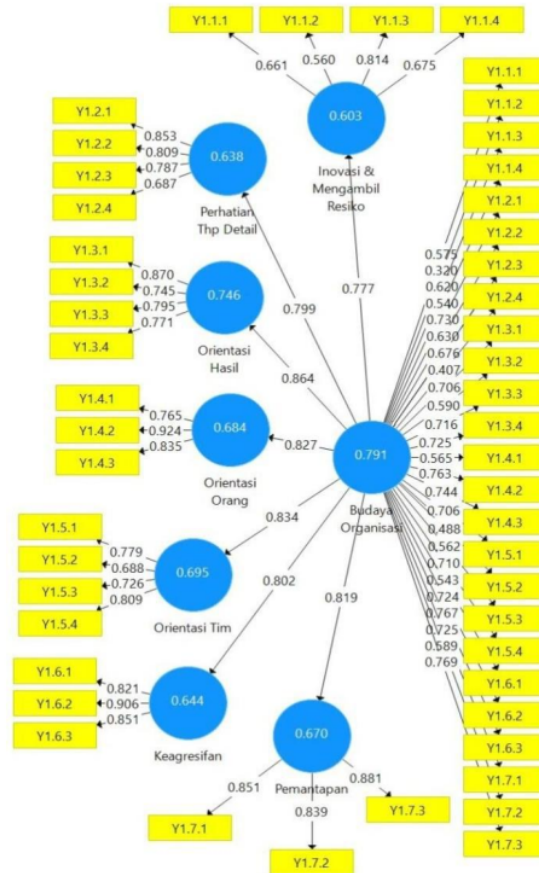 Y1.1.1
Y1.1.2
Y1.1.3
Y1.1.4
0.661
0.560
0.814
0.675
0.603
Inovasi &
Mengambil
Resiko
Y1.2.1
Y1.2.2
Y1.2.3
Y1.2.4
0.853
0.809
0.787
0.687
0.638
Perhatian
Thp Detail
Y1.3.1
Y1.3.2
Y1.3.3
Y1.3.4
0.870
0.745
0.795
0.771
0.746
Orientasi
Hasil
Y1.4.1
Y1.4.2
Y1.4.3
0.765
0.924
0.835
0.684
Orientasi
Orang
Y1.5.1
Y1.5.2
Y1.5.3
Y1.5.4
0.779
0.688
0.726
0.809
0.695
Orientasi Tim
Y1.6.1
Y1.6.2
Y1.6.3
0.821
0.906
0.851
0.644
Keagresifan
0.670
Pemantapan
0.851
0.839
0.881
Y1.7.1
Y1.7.2
Y1.7.3
0.777
0.799
0.864
0.827
0.834
0.802
0.819
0.791
Budaya
Organisasi
0.575
0.320
0.620
0.540
0.730
0.630
0.676
0.407
0.706
0.590
0.716
0.725
0.565
0.763
0.744
0.706
0.488
0.562
0.710
0.543
0.724
0.767
0.725
0.589
0.769
Y1.1.1
Y1.1.2
Y1.1.3
Y1.1.4
Y1.2.1
Y1.2.2
Y1.2.3
Y1.2.4
Y1.3.1
Y1.3.2
Y1.3.3
Y1.3.4
Y1.4.1
Y1.4.2
Y1.4.3
Y1.5.1
Y1.5.2
Y1.5.3
Y1.5.4
Y1.6.1
Y1.6.2
Y1.6.3
Y1.7.1
Y1.7.2
Y1.7.3